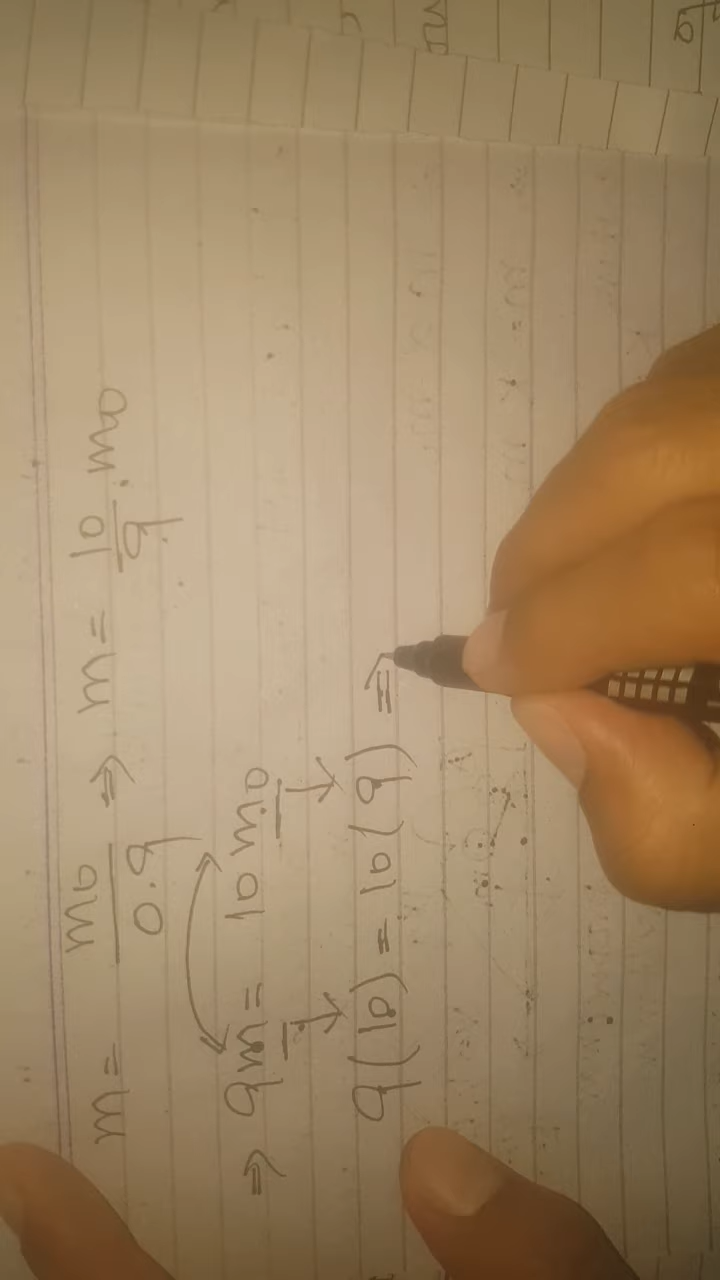 m = m₀/0.9 ⇒ m = 10/9 · m₀
⇒ 9m = 10 m₀
9(10) = 10(9) ⇒